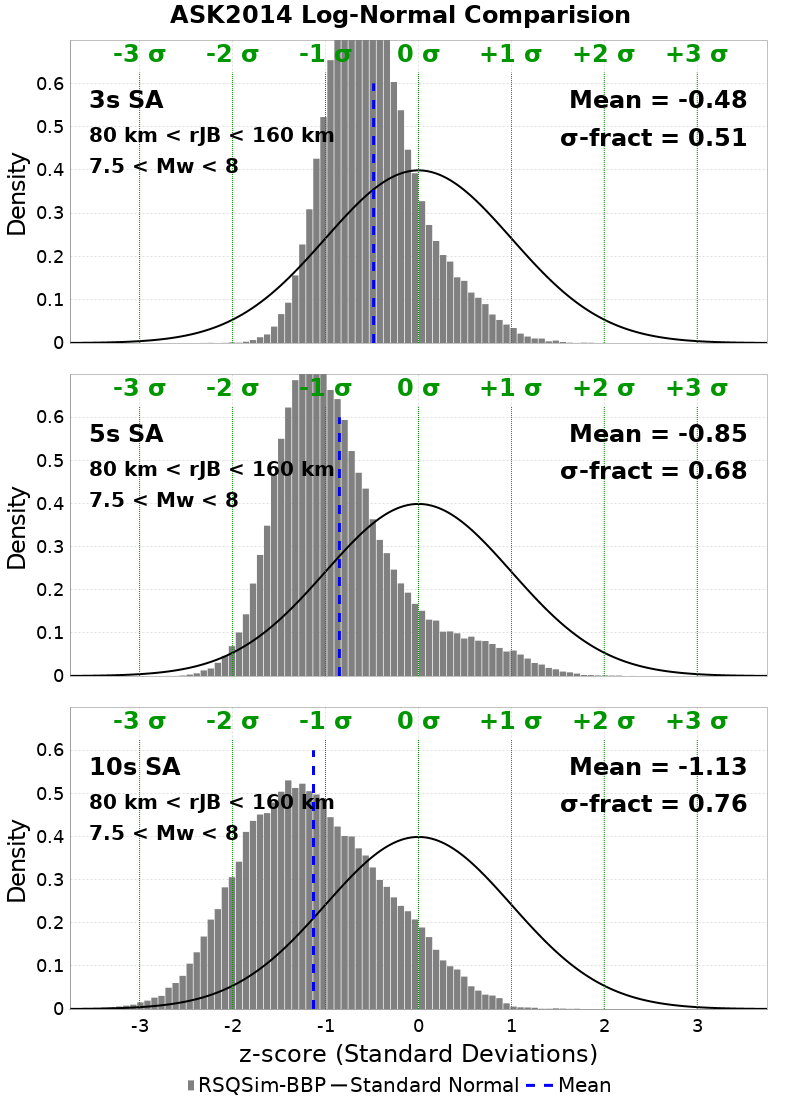 ASK2014 Log-Normal Comparision
-3 σ -2 σ -1 σ 0 σ +1 σ +2 σ +3 σ
0.6
3s SA
Mean = -0.48
0.5
80 km < rJB < 160 km
σ-fract = 0.51
0.4
7.5 < Mw < 8
0.3
0.2
0.1
0
Density
-3 σ -2 σ -1 σ 0 σ +1 σ +2 σ +3 σ
0.6
5s SA
Mean = -0.85
0.5
80 km < rJB < 160 km
σ-fract = 0.68
0.4
7.5 < Mw < 8
0.3
0.2
0.1
0
Density
-3 σ -2 σ -1 σ 0 σ +1 σ +2 σ +3 σ
0.6
10s SA
Mean = -1.13
0.5
80 km < rJB < 160 km
σ-fract = 0.76
0.4
7.5 < Mw < 8
0.3
0.2
0.1
0
Density
-3 -2 -1 0 1 2 3
z-score (Standard Deviations)
RSQSim-BBP Standard Normal Mean